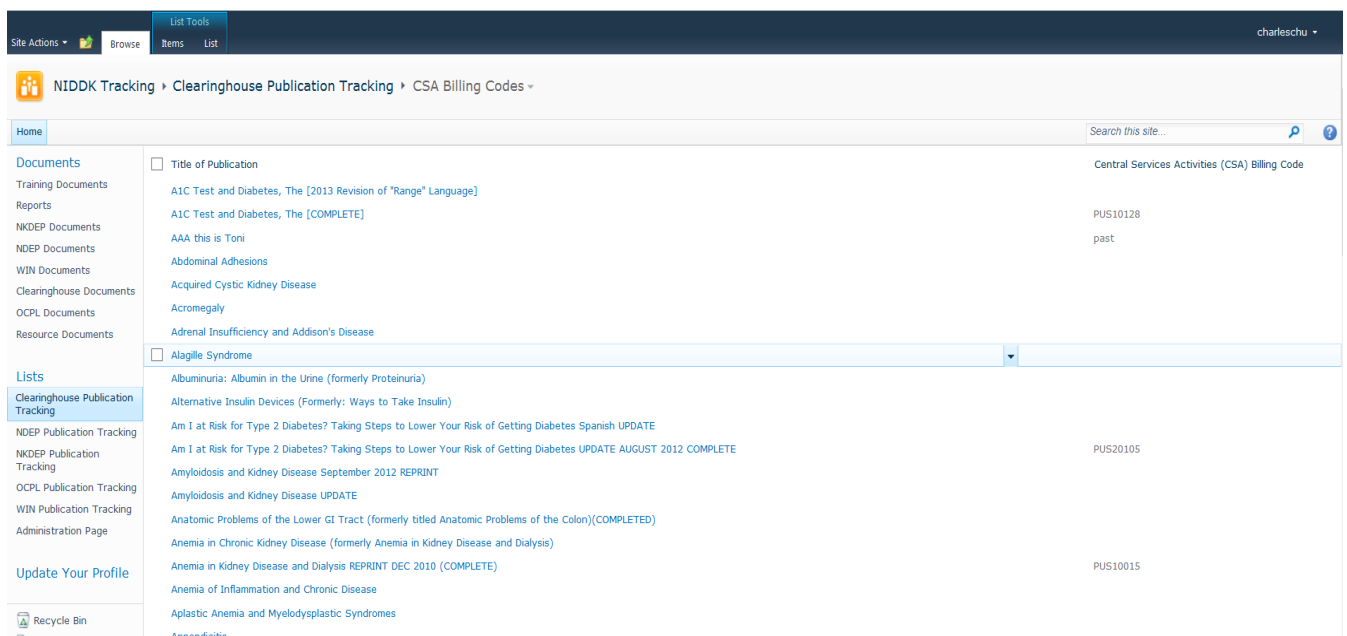 List Tools
Site Actions
Browse
Items
List
charleschu
NIDDK Tracking
Clearinghouse Publication Tracking
CSA Billing Codes
Home
Search this site...
Documents
Training Documents
Reports
NKDEP Documents
NDEP Documents
WIN Documents
Clearinghouse Documents
OCPL Documents
Resource Documents
Lists
Clearinghouse Publication
Tracking
NDEP Publication Tracking
NKDEP Publication
Tracking
OCPL Publication Tracking
WIN Publication Tracking
Administration Page
Update Your Profile
Recycle Bin
Title of Publication Central Services Activities (CSA) Billing Code
A1C Test and Diabetes, The [2013 Revision of "Range" Language]
A1C Test and Diabetes, The [COMPLETE] PUS10128
AAA this is Toni past
Abdominal Adhesions
Acquired Cystic Kidney Disease
Acromegaly
Adrenal Insufficiency and Addison's Disease
Alagille Syndrome
Albuminuria: Albumin in the Urine (formerly Proteinuria)
Alternative Insulin Devices (Formerly: Ways to Take Insulin)
Am I at Risk for Type 2 Diabetes? Taking Steps to Lower Your Risk of Getting Diabetes Spanish UPDATE
Am I at Risk for Type 2 Diabetes? Taking Steps to Lower Your Risk of Getting Diabetes UPDATE AUGUST 2012 COMPLETE PUS20105
Amyloidosis and Kidney Disease September 2012 REPRINT
Amyloidosis and Kidney Disease UPDATE
Anatomic Problems of the Lower GI Tract (formerly titled Anatomic Problems of the Colon)(COMPLETED)
Anemia in Chronic Kidney Disease (formerly Anemia in Kidney Disease and Dialysis)
Anemia in Kidney Disease and Dialysis REPRINT DEC 2010 (COMPLETE) PUS10015
Anemia of Inflammation and Chronic Disease
Aplastic Anemia and Myelodysplastic Syndromes